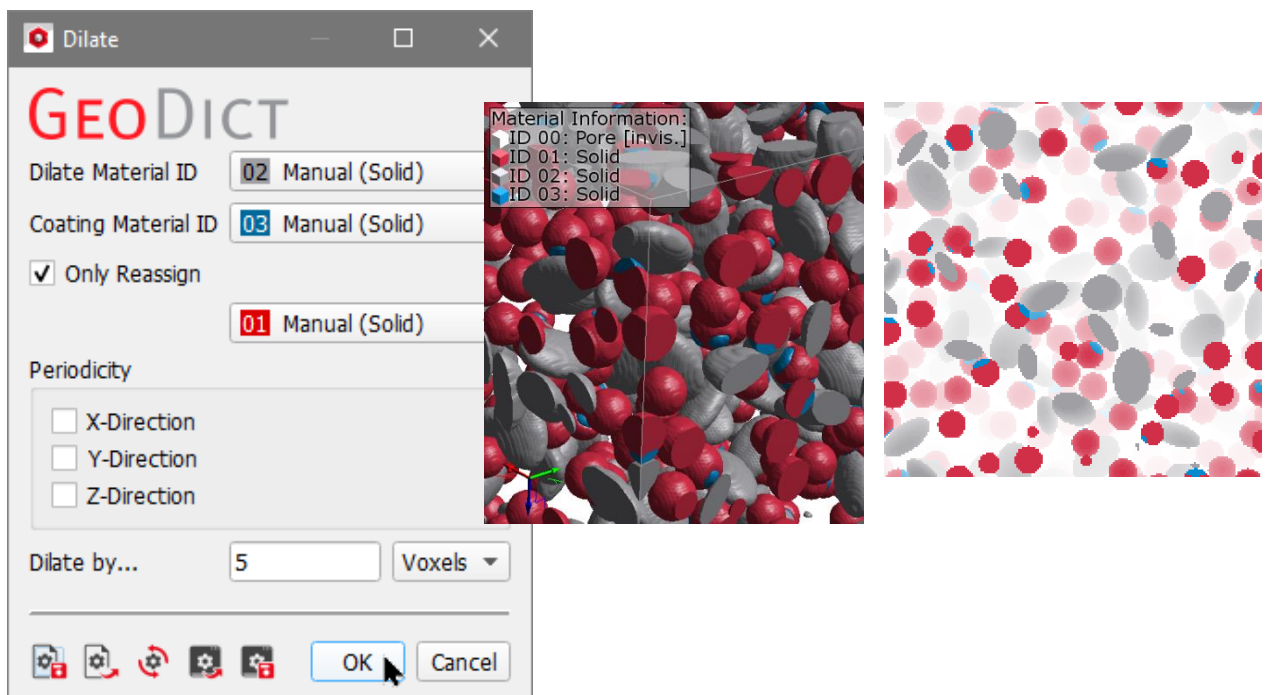 Dilate
GEODICT
Dilate Material ID 02 Manual (Solid)
Coating Material ID 03 Manual (Solid)
Only Reassign
01 Manual (Solid)
Periodicity
X-Direction
Y-Direction
Z-Direction
Dilate by... 5 Voxels
OK Cancel
Material Information:
ID 00: Pore [invis.]
ID 01: Solid
ID 02: Solid
ID 03: Solid